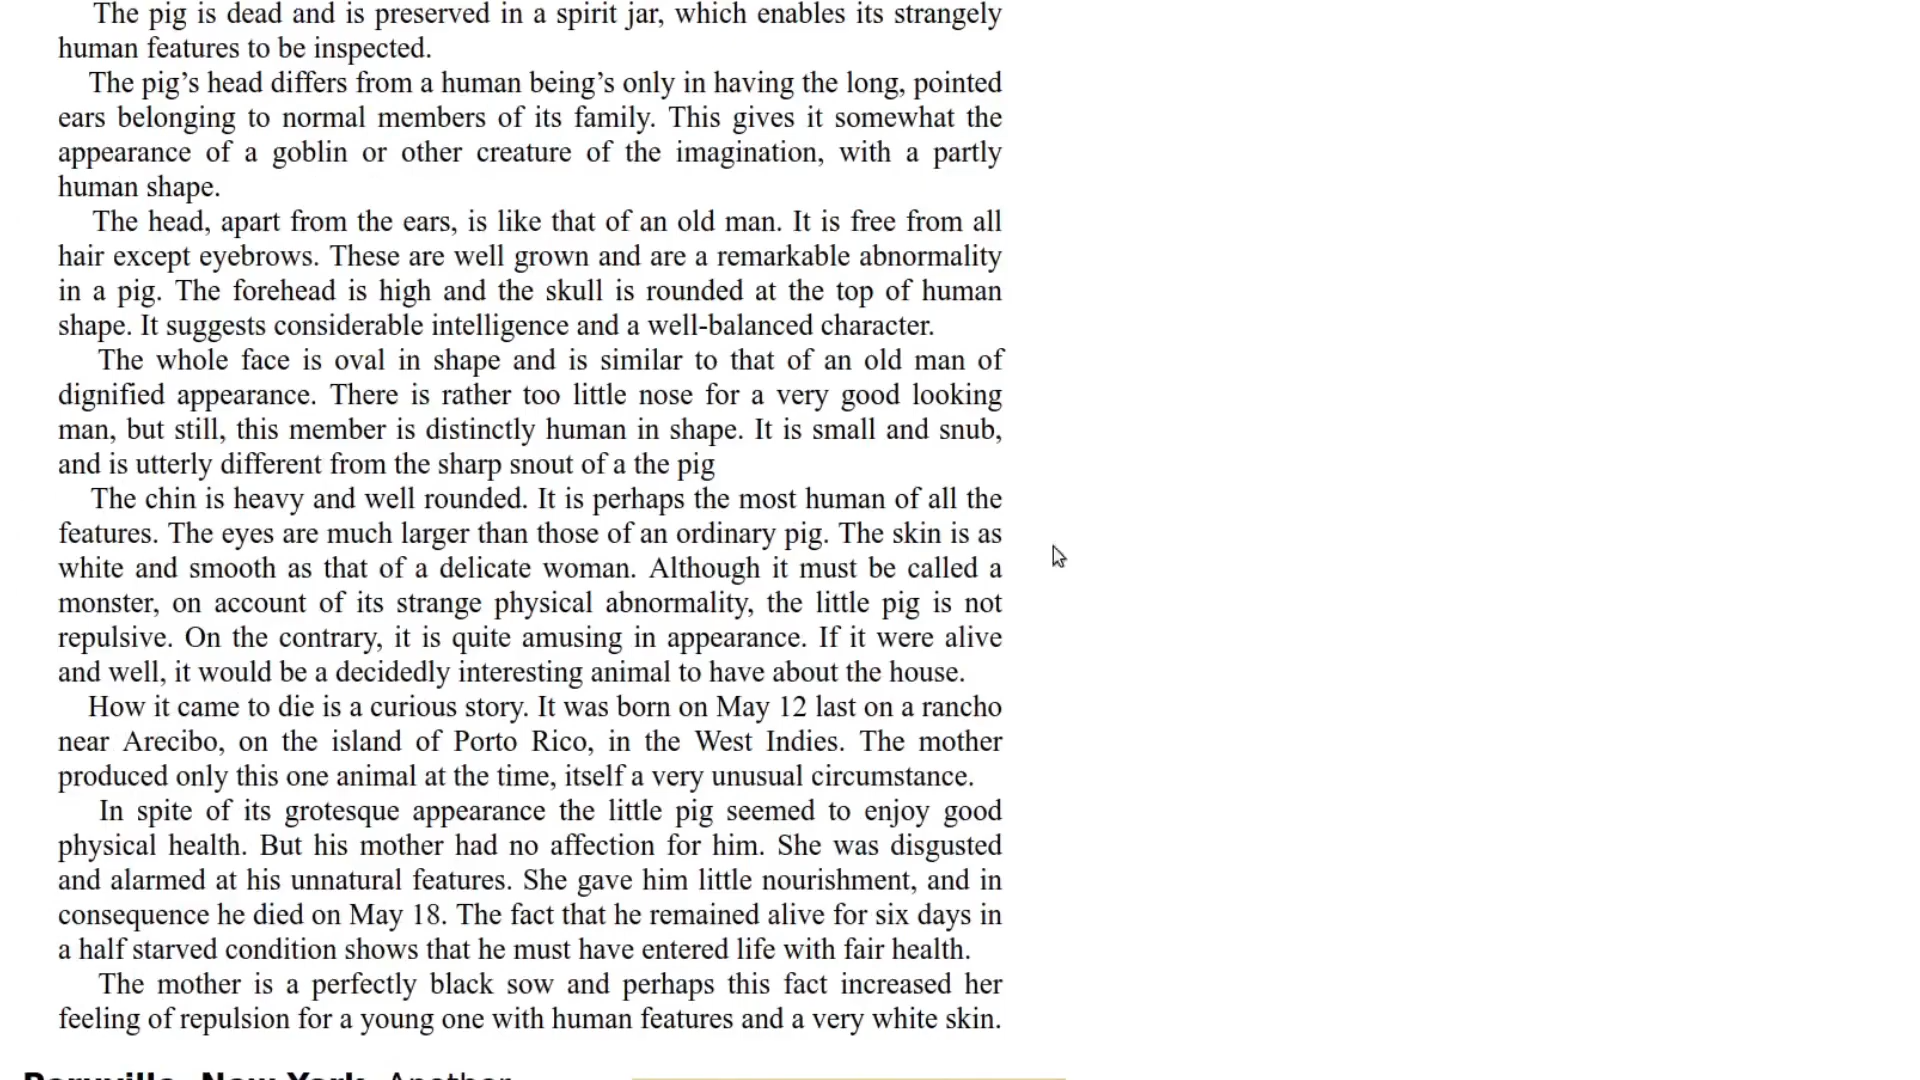 The pig is dead and is preserved in a spirit jar, which enables its strangely
human features to be inspected.
The pig’s head differs from a human being’s only in having the long, pointed
ears belonging to normal members of its family. This gives it somewhat the
appearance of a goblin or other creature of the imagination, with a partly
human shape.
The head, apart from the ears, is like that of an old man. It is free from all
hair except eyebrows. These are well grown and are a remarkable abnormality
in a pig. The forehead is high and the skull is rounded at the top of human
shape. It suggests considerable intelligence and a well-balanced character.
The whole face is oval in shape and is similar to that of an old man of
dignified appearance. There is rather too little nose for a very good looking
man, but still, this member is distinctly human in shape. It is small and snub,
and is utterly different from the sharp snout of a the pig
The chin is heavy and well rounded. It is perhaps the most human of all the
features. The eyes are much larger than those of an ordinary pig. The skin is as
white and smooth as that of a delicate woman. Although it must be called a
monster, on account of its strange physical abnormality, the little pig is not
repulsive. On the contrary, it is quite amusing in appearance. If it were alive
and well, it would be a decidedly interesting animal to have about the house.
How it came to die is a curious story. It was born on May 12 last on a rancho
near Arecibo, on the island of Porto Rico, in the West Indies. The mother
produced only this one animal at the time, itself a very unusual circumstance.
In spite of its grotesque appearance the little pig seemed to enjoy good
physical health. But his mother had no affection for him. She was disgusted
and alarmed at his unnatural features. She gave him little nourishment, and in
consequence he died on May 18. The fact that he remained alive for six days in
a half starved condition shows that he must have entered life with fair health.
The mother is a perfectly black sow and perhaps this fact increased her
feeling of repulsion for a young one with human features and a very white skin.
New York Another